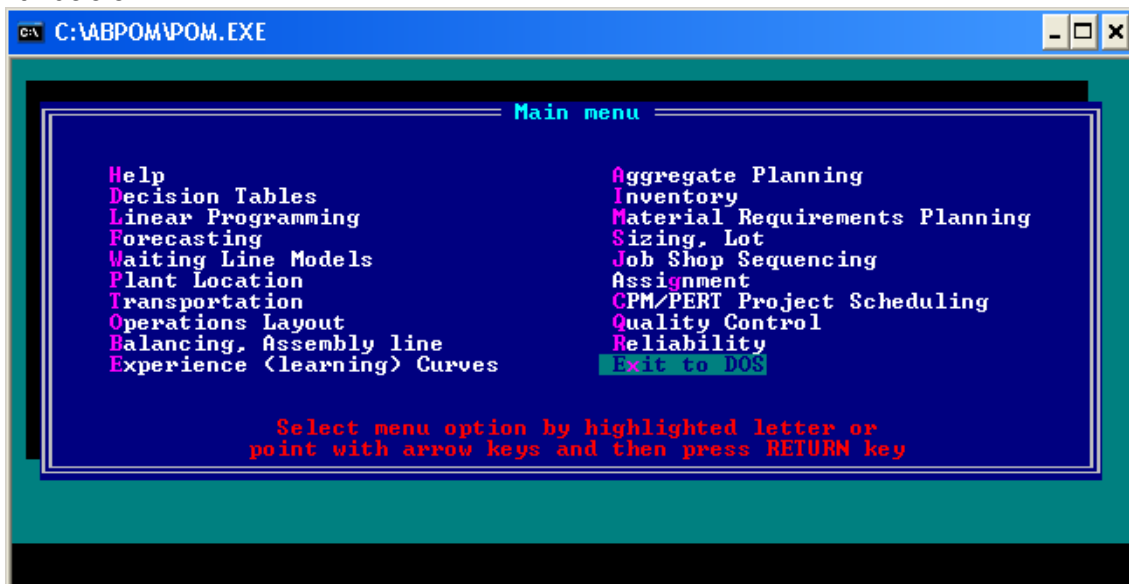 C:\ABPOM\POM.EXE
Main menu
Help
Decision Tables
Linear Programming
Forecasting
Waiting Line Models
Plant Location
Transportation
Operations Layout
Balancing, Assembly line
Experience (learning) Curves
Aggregate Planning
Inventory
Material Requirements Planning
Sizing, Lot
Job Shop Sequencing
Assignment
CPM/PERT Project Scheduling
Quality Control
Reliability
Exit to DOS
Select menu option by highlighted letter or
point with arrow keys and then press RETURN key